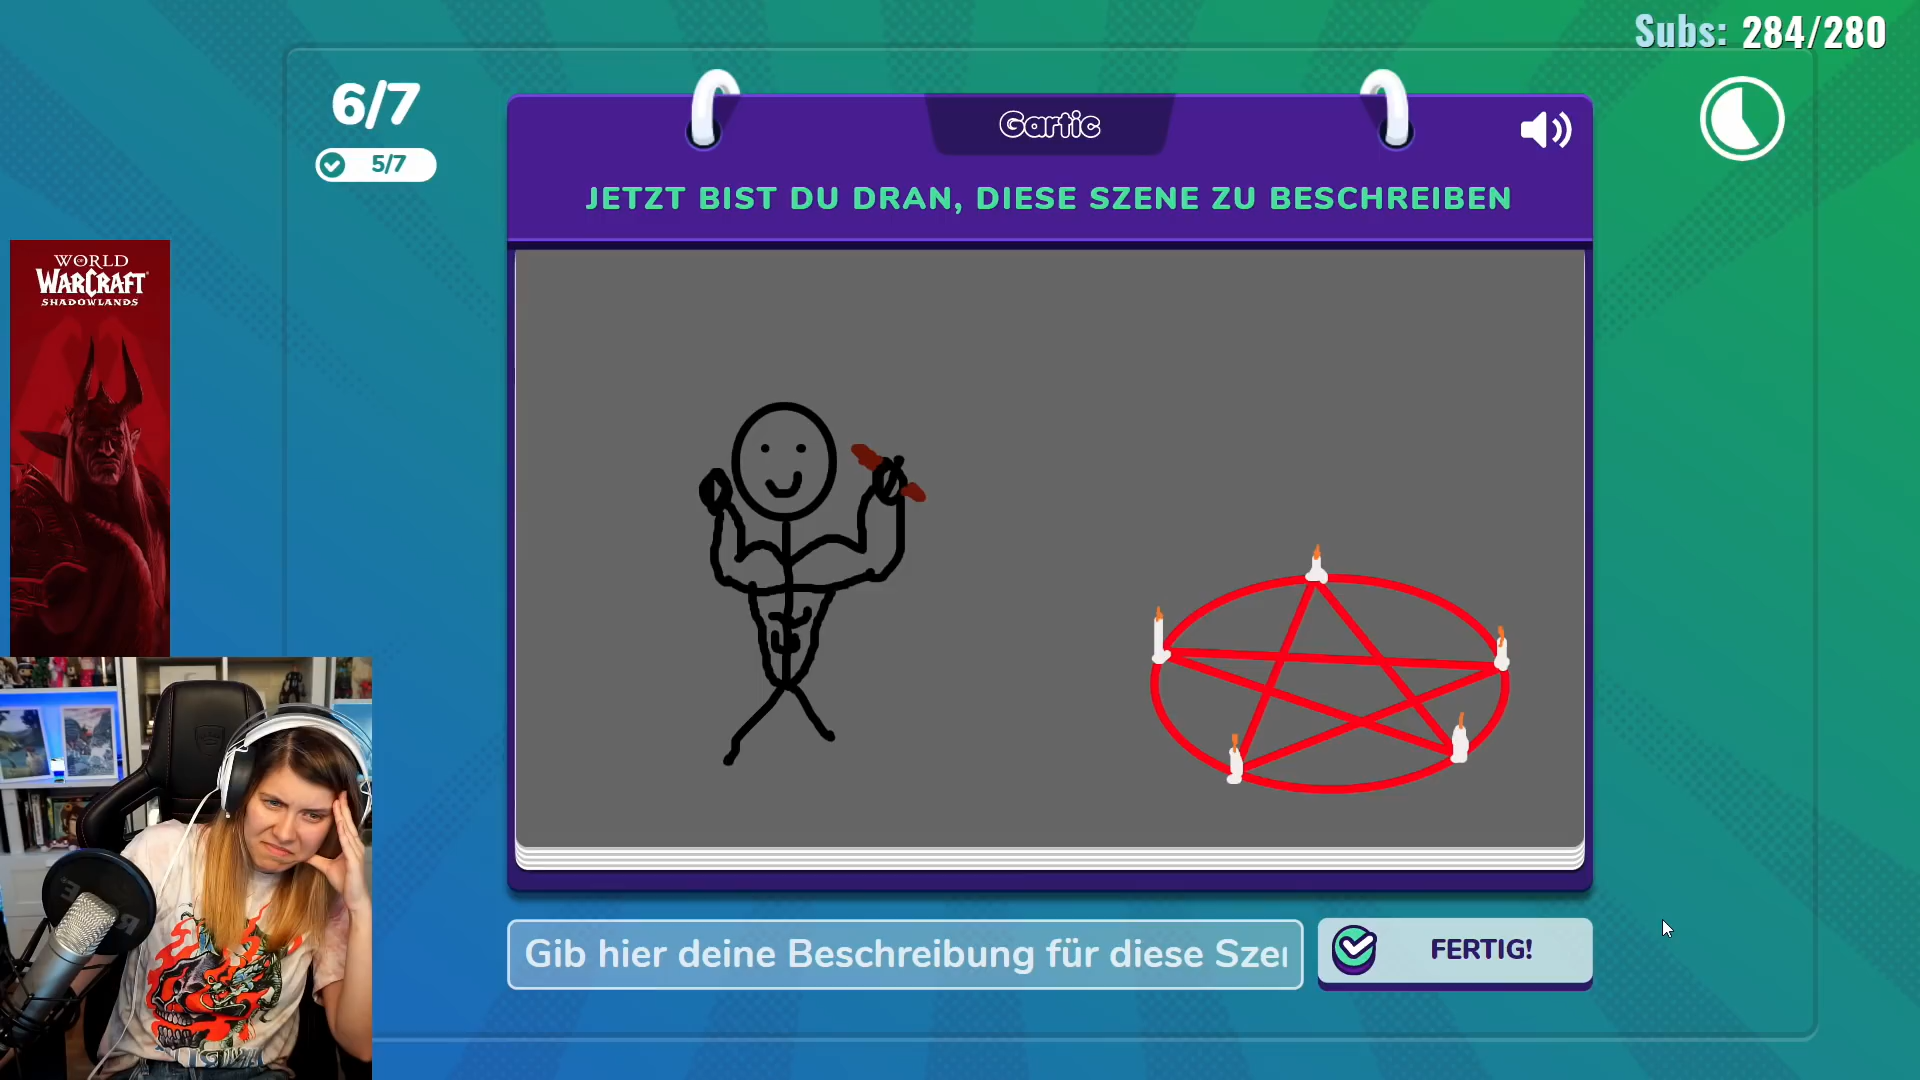 Subs: 284/280
6/7
5/7
Gartic
JETZT BIST DU DRAN, DIESE SZENE ZU BESCHREIBEN
WORLD
WARCRAFT
SHADOWLANDS
Gib hier deine Beschreibung für diese Szen
FERTIG!